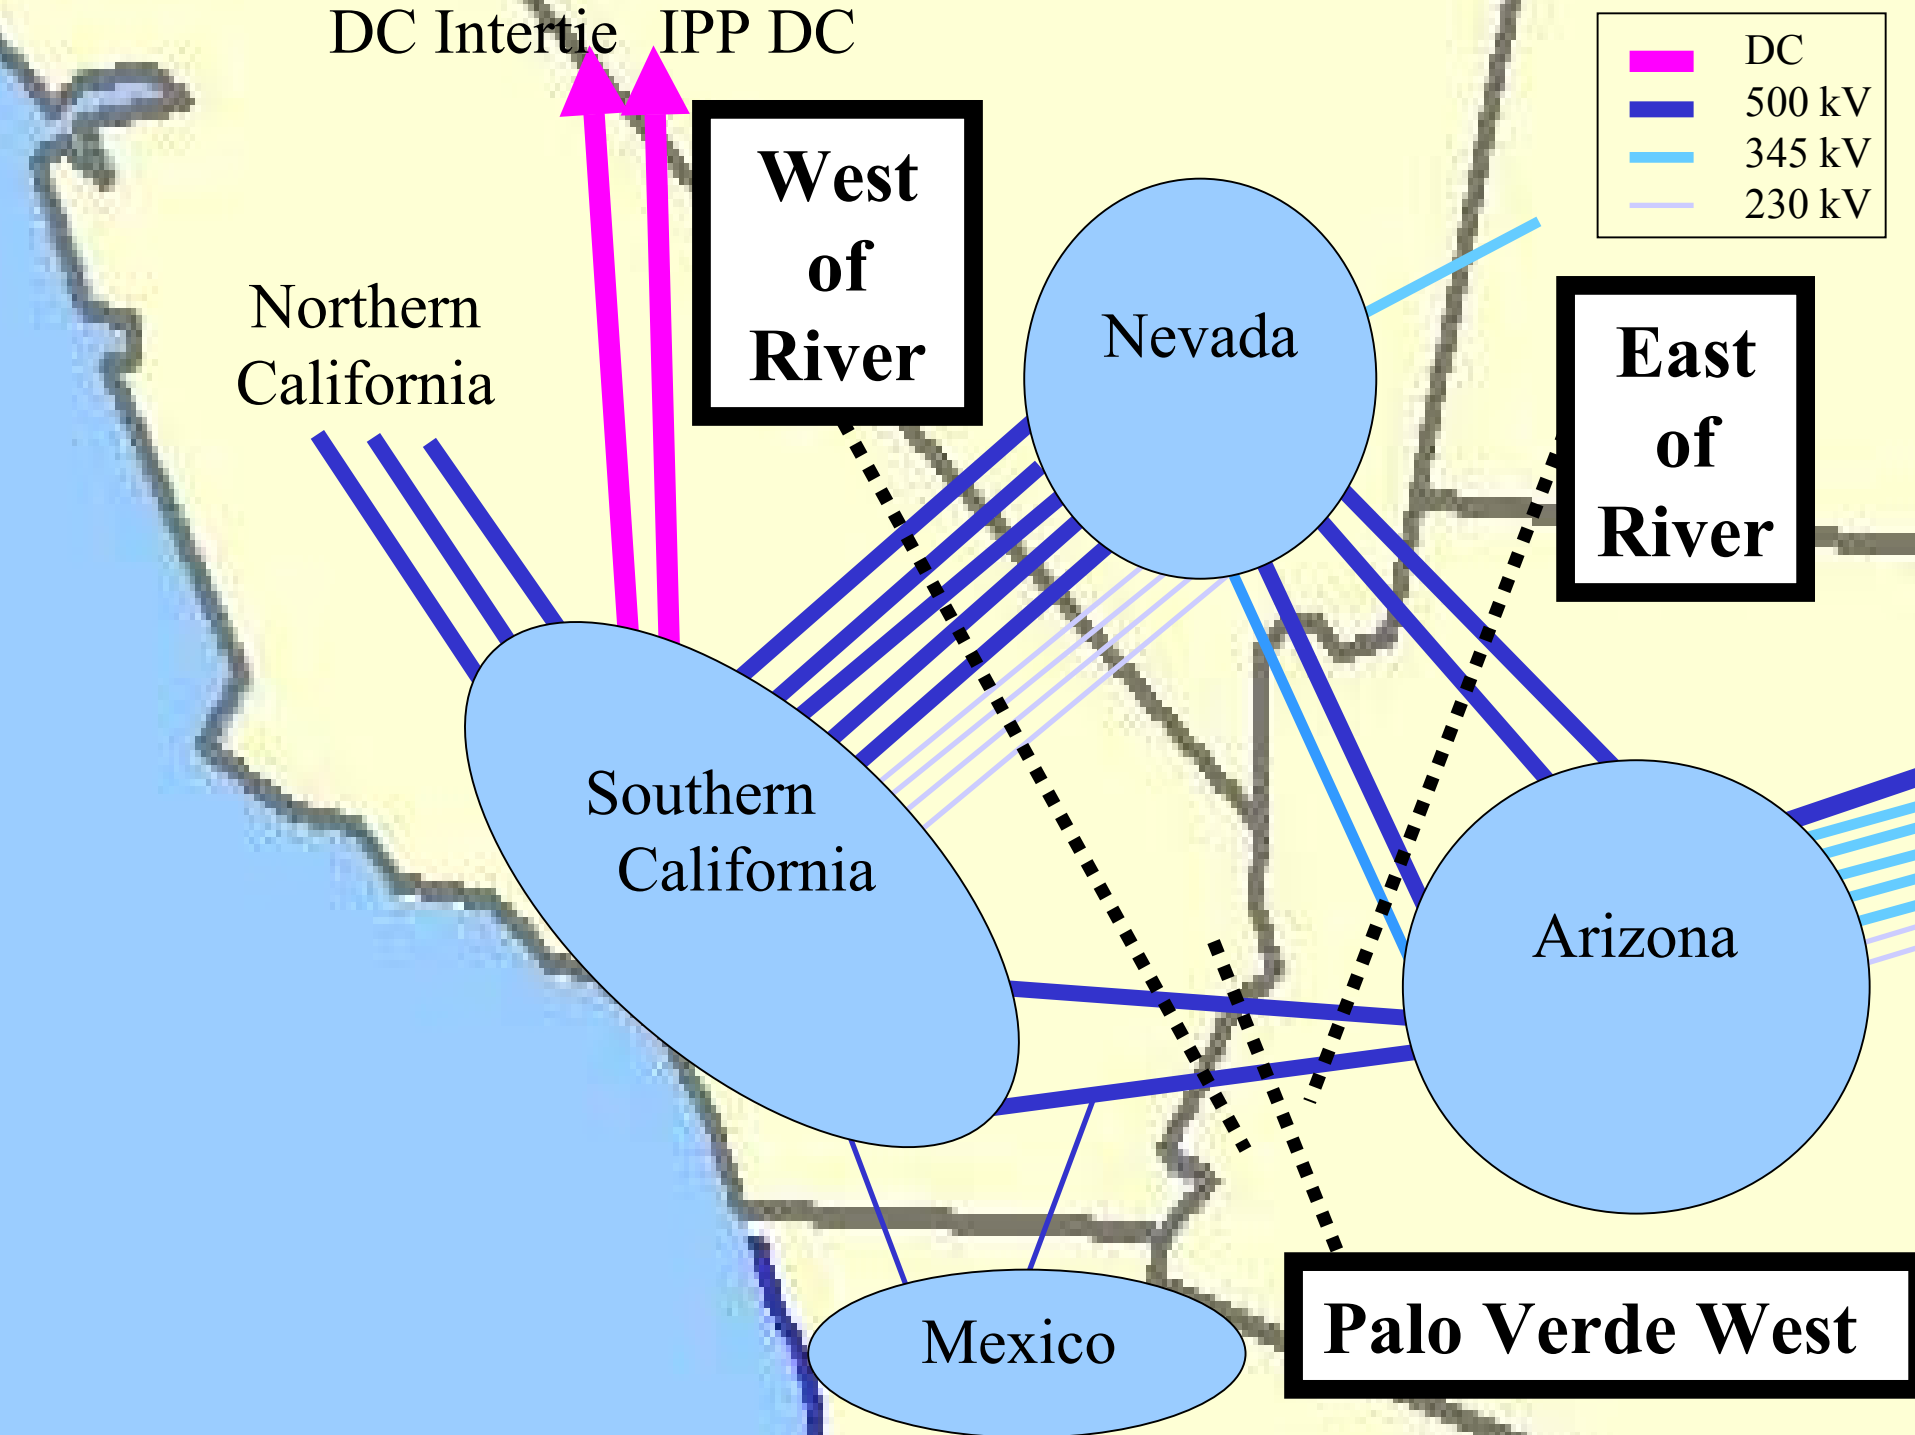 DC Intertie IPP DC
DC
500 kV
345 kV
230 kV
West
of
River
Northern
California
Nevada
East
of
River
Southern
California
Arizona
Mexico
Palo Verde West